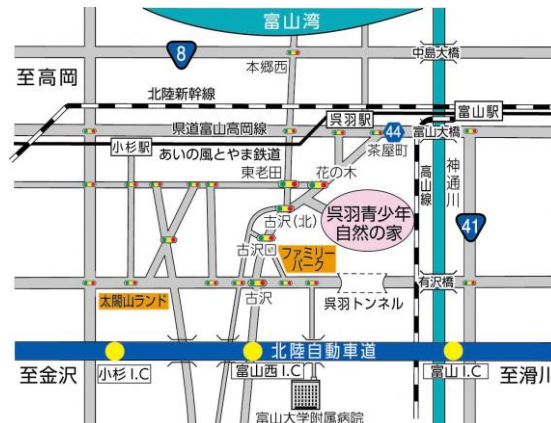 富山湾
8
中島大橋
本郷西
至高岡
北陸新幹線
呉羽駅
富山駅
県道富山高岡線
44
富山大橋
小杉駅
あいの風とやま鉄道
茶屋町
東老田
花の木
高山線
神通川
古沢(北)
呉羽青少年
自然の家
41
古沢口
ファミリー
パーク
太閤山ランド
古沢
呉羽トンネル
有沢橋
北陸自動車道
至金沢
小杉 I.C
富山西 I.C
富山 I.C
至滑川
富山大学附属病院